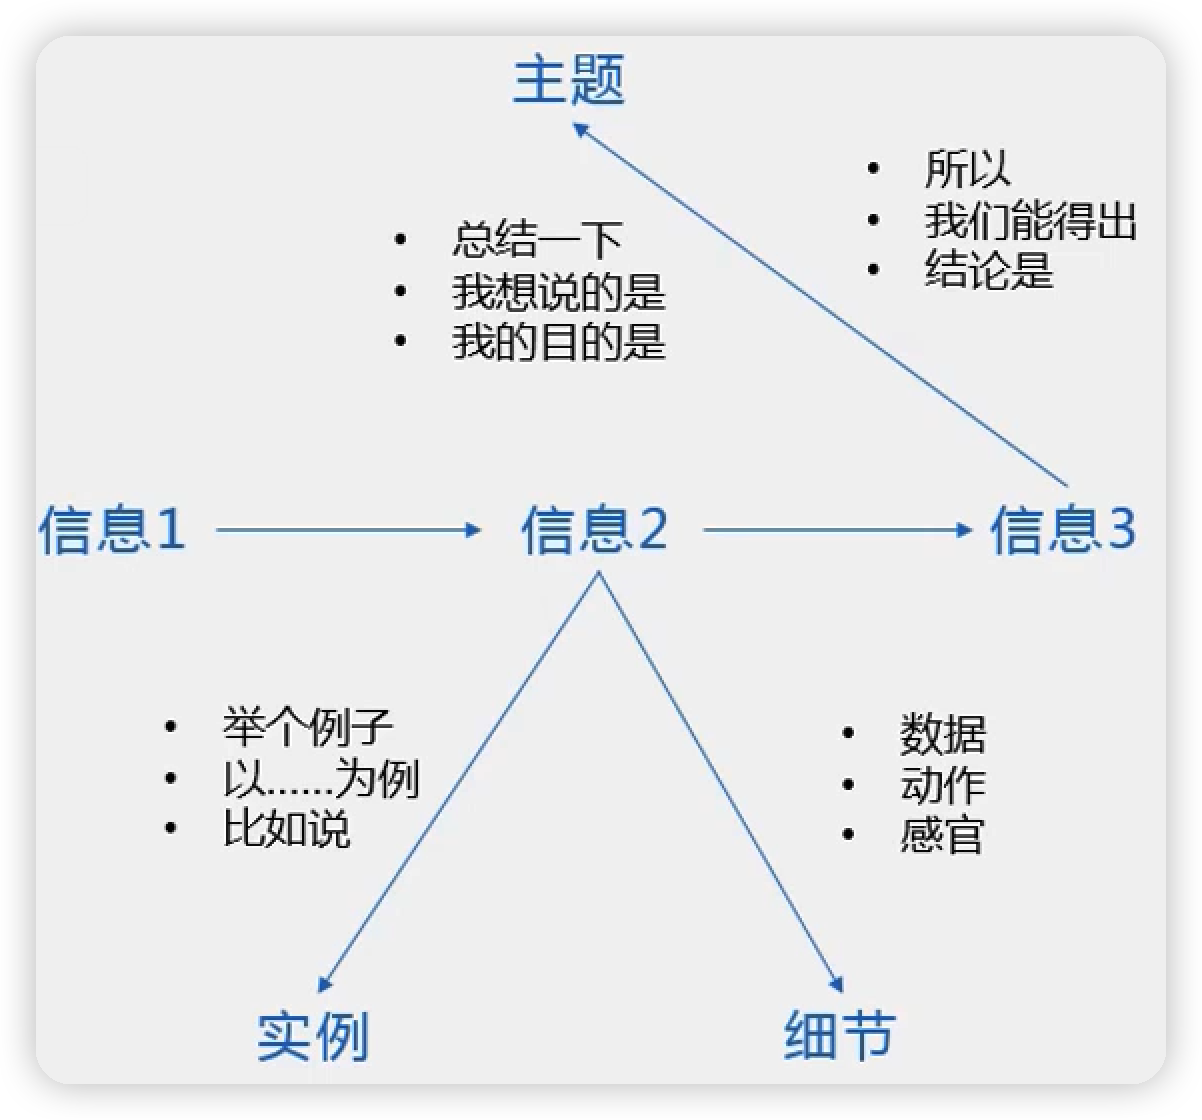 主题
• 所以
• 我们能得出
• 结论是
• 总结一下
• 我想说的是
• 我的目的是
信息1
信息2
信息3
• 举个例子
• 以……为例
• 比如说
• 数据
• 动作
• 感官
实例
细节